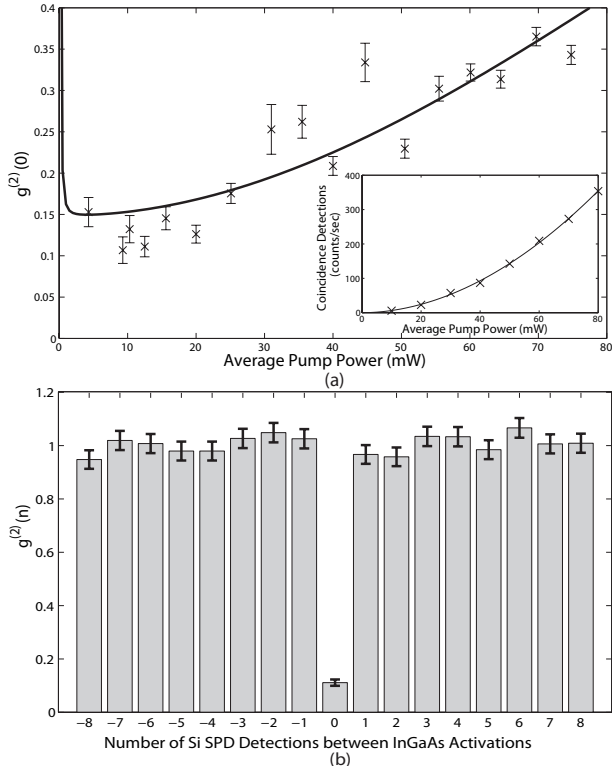 0.4
0.35
0.3
0.25
0.2
0.15
0.1
0.05
0
g(2)(0)
0 10 20 30 40 50 60 70 80
Average Pump Power (mW)
Coincidence Detections
(counts/sec)
400
300
200
100
0
0 20 40 60 80
Average Pump Power (mW)
(a)
1.2
1
0.8
0.6
0.4
0.2
0
g(2)(n)
−8 −7 −6 −5 −4 −3 −2 −1 0 1 2 3 4 5 6 7 8
Number of Si SPD Detections between InGaAs Activations
(b)